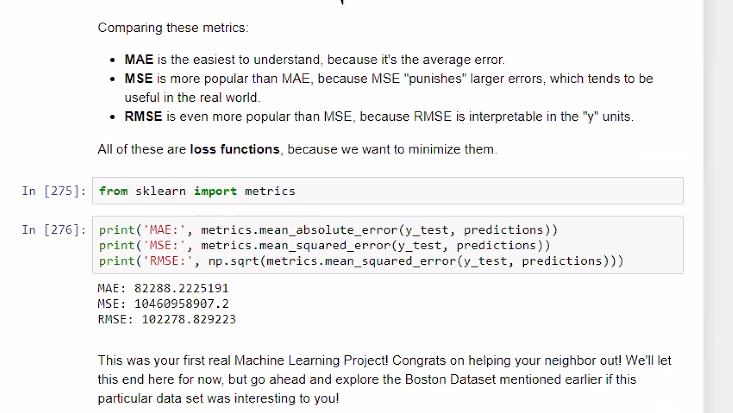 Comparing these metrics:
• MAE is the easiest to understand, because it's the average error.
• MSE is more popular than MAE, because MSE "punishes" larger errors, which tends to be
useful in the real world.
• RMSE is even more popular than MSE, because RMSE is interpretable in the "y" units.
All of these are loss functions, because we want to minimize them.
In [275]: from sklearn import metrics
In [276]: print('MAE:', metrics.mean_absolute_error(y_test, predictions))
print('MSE:', metrics.mean_squared_error(y_test, predictions))
print('RMSE:', np.sqrt(metrics.mean_squared_error(y_test, predictions)))
MAE: 82288.2225191
MSE: 10460958907.2
RMSE: 102278.829223
This was your first real Machine Learning Project! Congrats on helping your neighbor out! We'll let
this end here for now, but go ahead and explore the Boston Dataset mentioned earlier if this
particular data set was interesting to you!